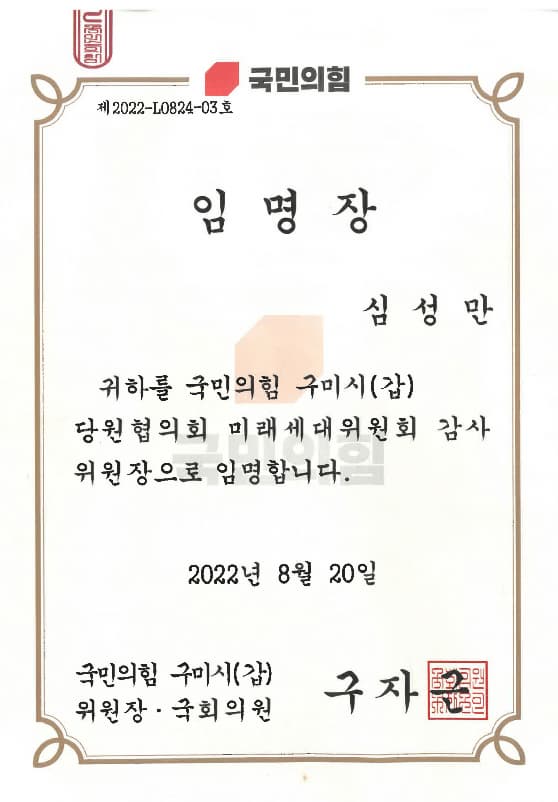 국민의힘
제2022-L0824-03호
임 명 장
심 성 만
귀하를 국민의힘 구미시(갑)
당원협의회 미래세대위원회 감사
위원장으로 임명합니다.
국민의힘
2022년 8월 20일
국민의힘 구미시(갑)
위원장·국회의원
구 자 근